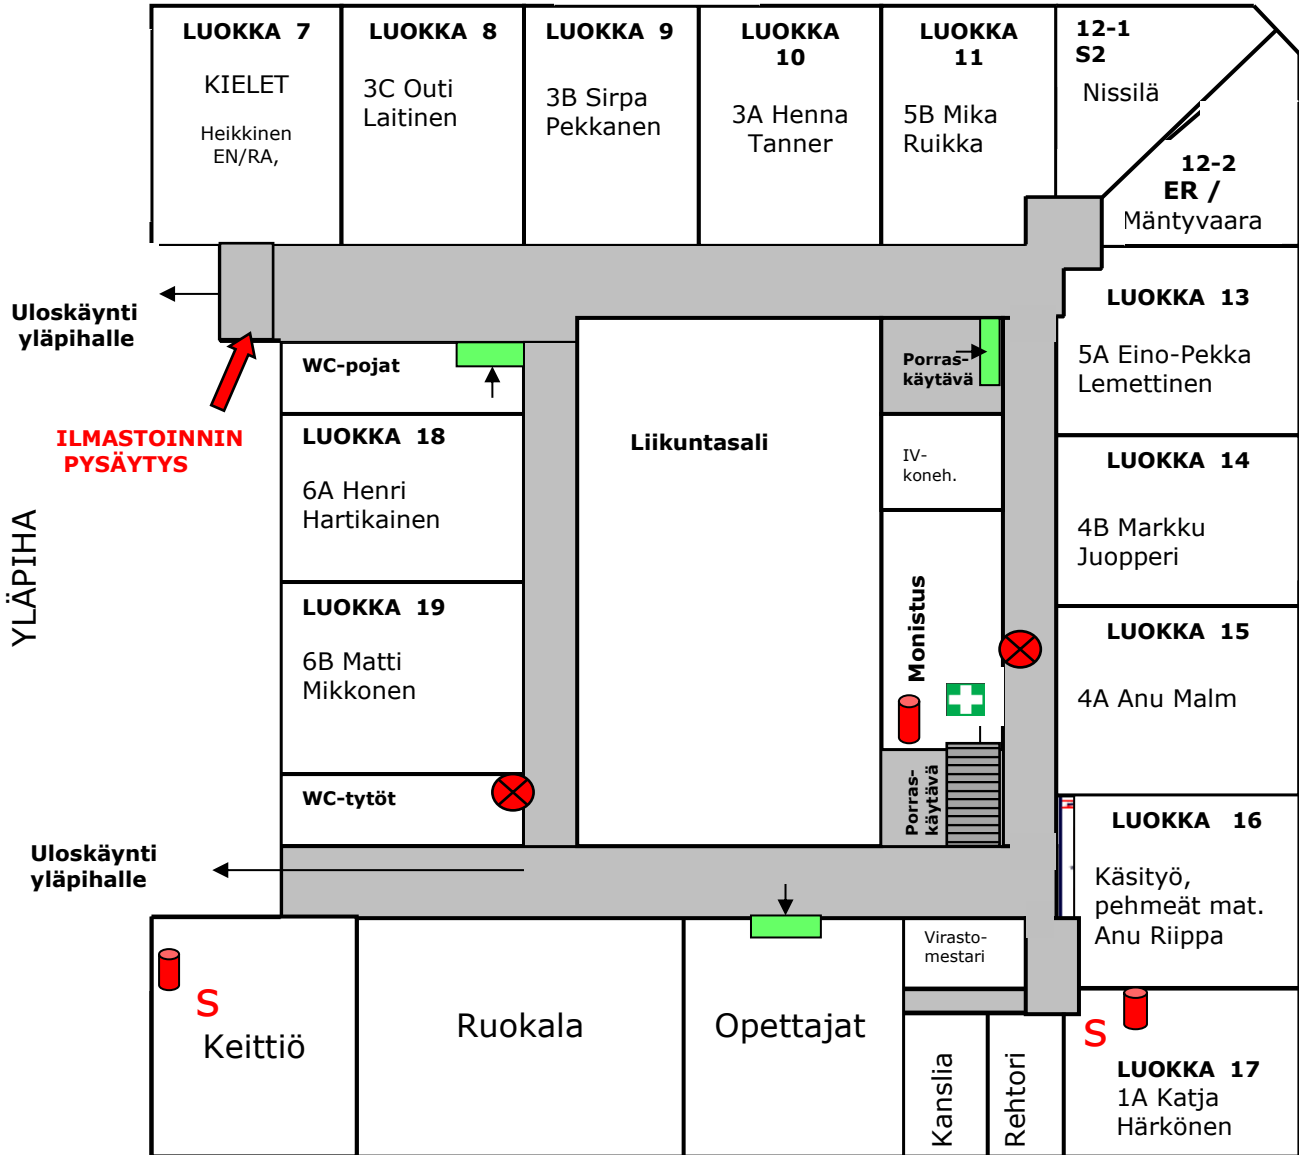 LUOKKA 7
KIELET
Heikkinen
EN/RA,
LUOKKA 8
3C Outi
Laitinen
LUOKKA 9
3B Sirpa
Pekkanen
LUOKKA
10
3A Henna
Tanner
LUOKKA
11
5B Mika
Ruikka
12-1
S2
Nissilä
12-2
ER /
Mäntyvaara
Uloskäynti
yläpihalle
ILMASTOINNIN
PYSÄYTYS
YLÄPIHA
WC-pojat
LUOKKA 18
6A Henri
Hartikainen
LUOKKA 19
6B Matti
Mikkonen
WC-tytöt
Liikuntasali
Porras-
käytävä
IV-
koneh.
Monistus
Porras-
käytävä
LUOKKA 13
5A Eino-Pekka
Lemettinen
LUOKKA 14
4B Markku
Juopperi
LUOKKA 15
4A Anu Malm
LUOKKA 16
Käsityö,
pehmeät mat.
Anu Riippa
Uloskäynti
yläpihalle
S
Keittiö
Ruokala
Opettajat
Virasto-
mestari
Kanslia
Rehtori
S
LUOKKA 17
1A Katja
Härkönen